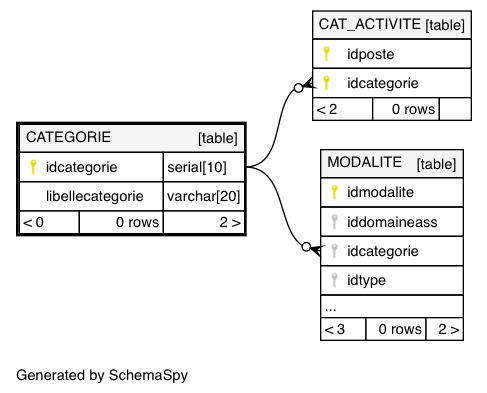 CAT_ACTIVITE [table]
idposte
idcategorie
< 2 0 rows
CATEGORIE [table]
idcategorie serial[10]
libellecategorie varchar[20]
< 0 0 rows 2 >
MODALITE [table]
idmodalite
iddomaineass
idcategorie
idtype
...
< 3 0 rows 2 >
Generated by SchemaSpy